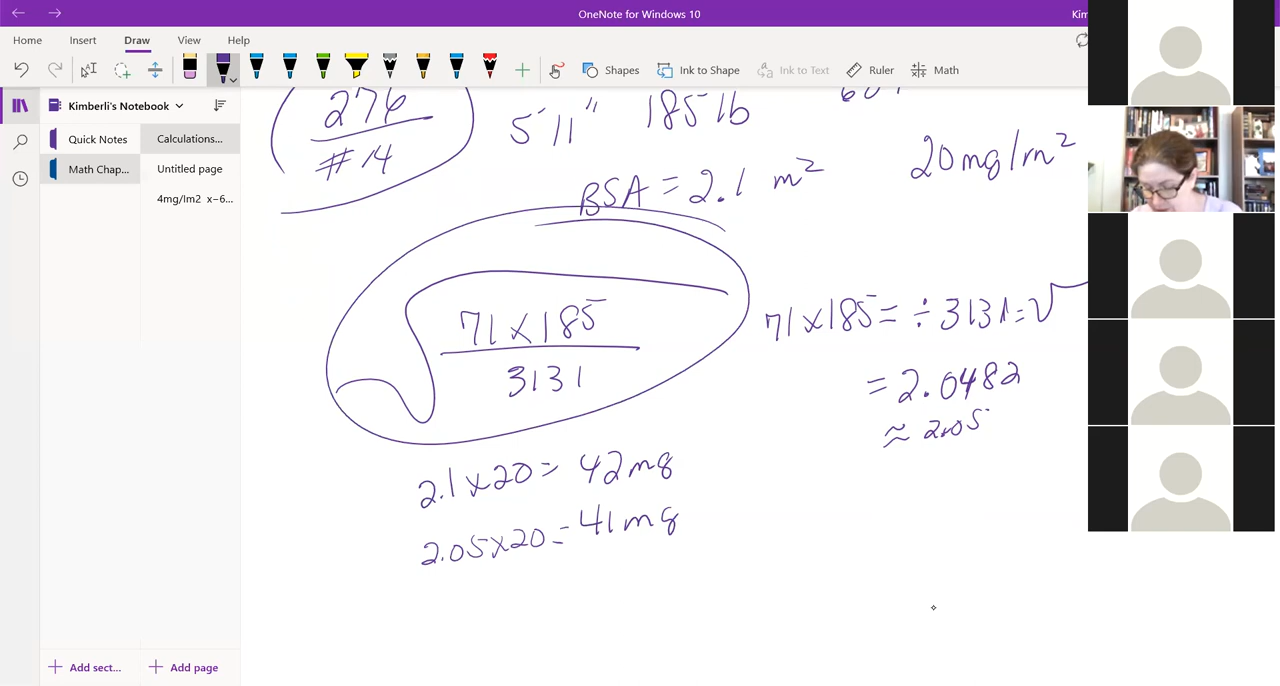 OneNote for Windows 10
Kim
Home Insert Draw View Help
Shapes Ink to Shape Ink to Text Ruler Math
Kimberli's Notebook
Quick Notes
Math Chap...
Calculations...
Untitled page
4mg/Im2 x-6...
276
#14
5'11" 185 lb
20mg/m²
BSA = 2.1 m²
√ 71 x 185
3131
71 x 185 = ÷ 3131 = √
= 2.0482
≈ 2.05
2.1 x 20 = 42 mg
2.05 x 20 = 41 mg
Add sect...
Add page